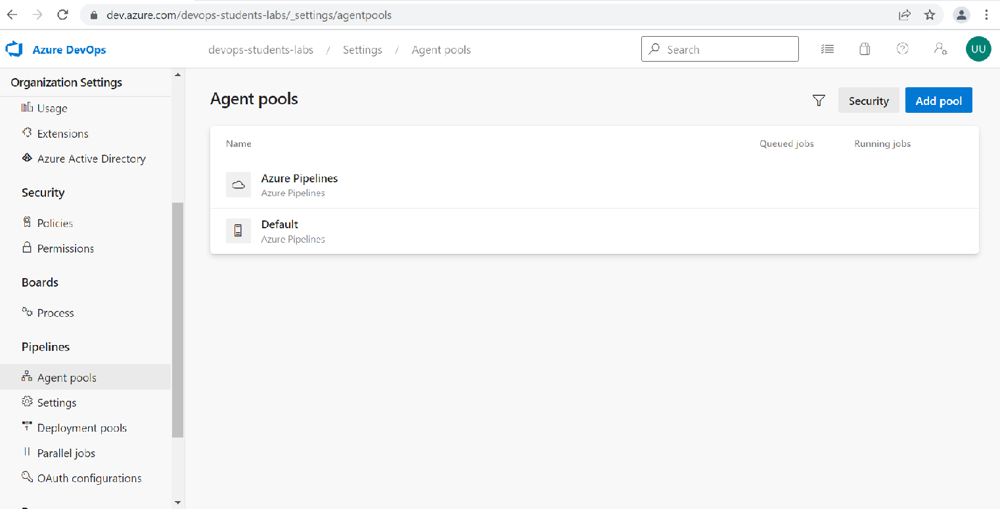 dev.azure.com/devops-students-labs/_settings/agentpools
Azure DevOps
devops-students-labs / Settings / Agent pools
Search
UU
Organization Settings
Usage
Extensions
Azure Active Directory
Security
Policies
Permissions
Boards
Process
Pipelines
Agent pools
Settings
Deployment pools
Parallel jobs
OAuth configurations
Agent pools
Security
Add pool
Name
Queued jobs
Running jobs
Azure Pipelines
Azure Pipelines
Default
Azure Pipelines